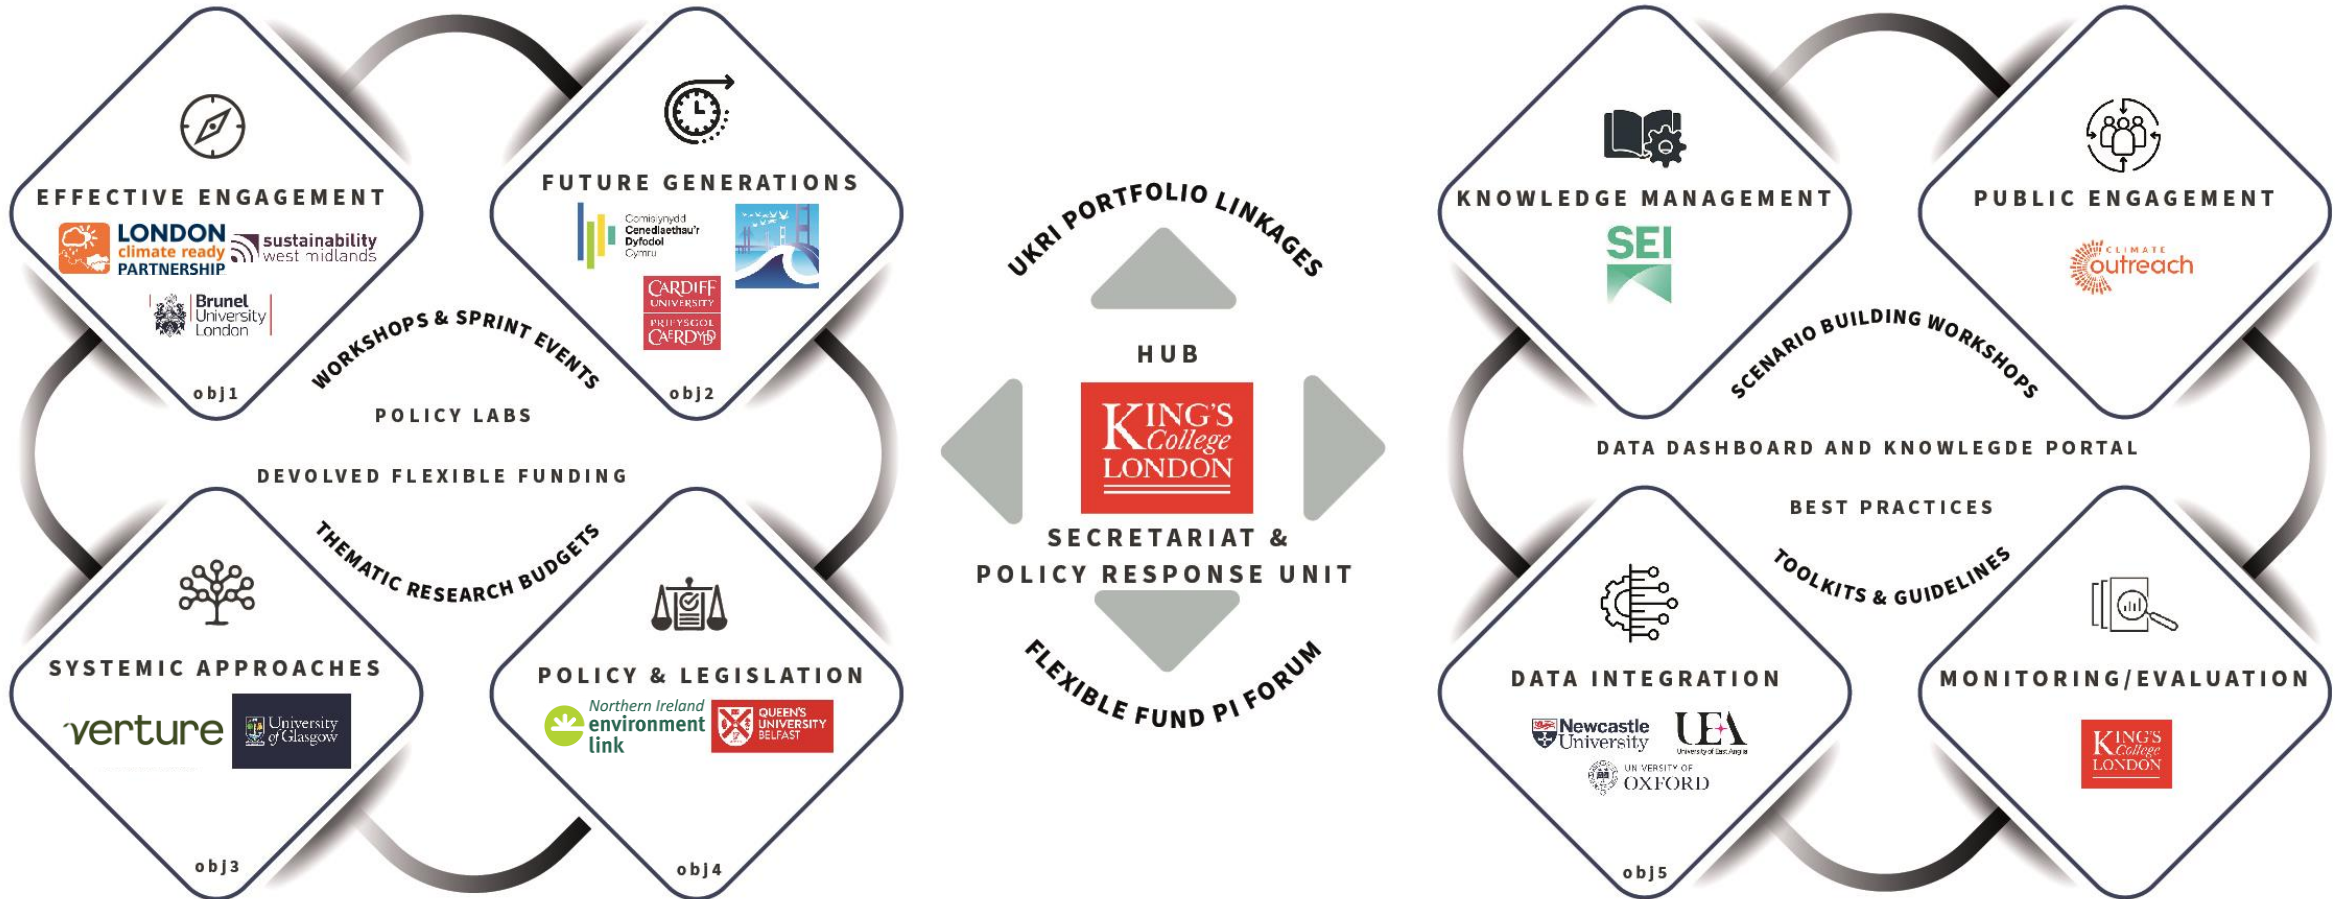 EFFECTIVE ENGAGEMENT
LONDON
climate ready
PARTNERSHIP
sustainability
west midlands
Brunel
University
London
obj1
FUTURE GENERATIONS
Comisiynydd
Cenedlaethau'r
Dyfodol
Cymru
CARDIFF
UNIVERSITY
PRIFYSGOL
CAERDYDD
obj2
WORKSHOPS & SPRINT EVENTS
POLICY LABS
DEVOLVED FLEXIBLE FUNDING
THEMATIC RESEARCH BUDGETS
SYSTEMIC APPROACHES
verture
University
of Glasgow
obj3
POLICY & LEGISLATION
Northern Ireland
environment
link
QUEEN'S
UNIVERSITY
BELFAST
obj4
UKRI PORTFOLIO LINKAGES
HUB
KING'S
College
LONDON
SECRETARIAT &
POLICY RESPONSE UNIT
FLEXIBLE FUND PI FORUM
KNOWLEDGE MANAGEMENT
SEI
PUBLIC ENGAGEMENT
CLIMATE
outreach
SCENARIO BUILDING WORKSHOPS
DATA DASHBOARD AND KNOWLEGDE PORTAL
BEST PRACTICES
TOOLKITS & GUIDELINES
DATA INTEGRATION
Newcastle
University
UEA
University of East Anglia
UNIVERSITY OF
OXFORD
obj5
MONITORING/EVALUATION
KING'S
College
LONDON